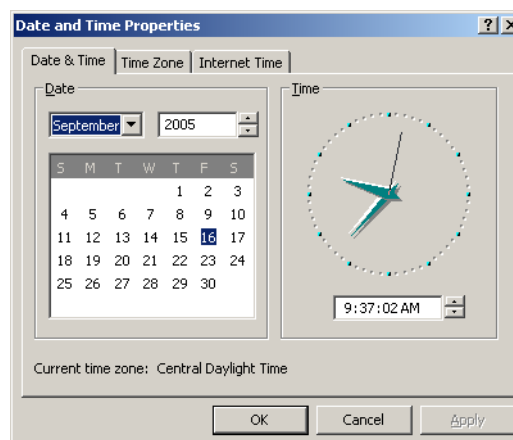 Date and Time Properties
Date & Time Time Zone Internet Time
Date
September 2005
S M T W T F S
1 2 3
4 5 6 7 8 9 10
11 12 13 14 15 16 17
18 19 20 21 22 23 24
25 26 27 28 29 30
Time
9:37:02 AM
Current time zone: Central Daylight Time
OK Cancel Apply